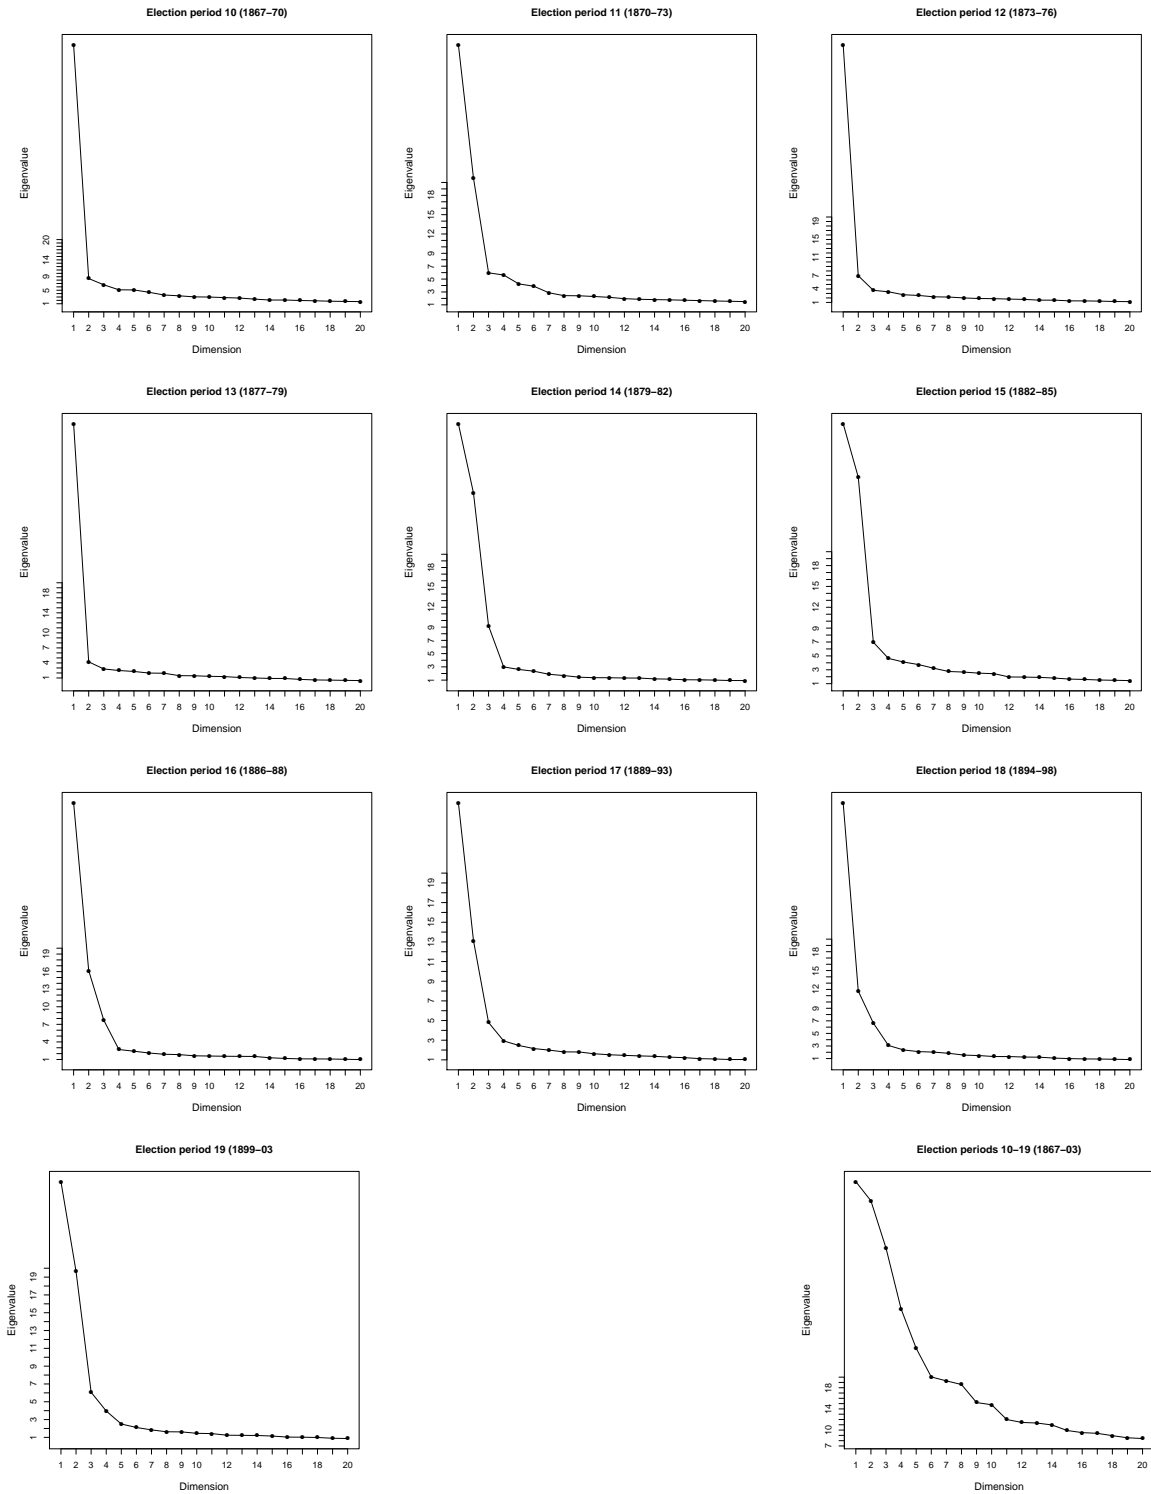 Election period 10 (1867–70)
Election period 11 (1870–73)
Election period 12 (1873–76)
Eigenvalue
20 14 9 5 1
1 2 3 4 5 6 7 8 9 10 12 14 16 18 20
Dimension
Eigenvalue
18 15 12 9 7 5 3 1
1 2 3 4 5 6 7 8 9 10 12 14 16 18 20
Dimension
Eigenvalue
19 15 11 7 4 1
1 2 3 4 5 6 7 8 9 10 12 14 16 18 20
Dimension
Election period 13 (1877–79)
Election period 14 (1879–82)
Election period 15 (1882–85)
Eigenvalue
18 14 10 7 4 1
1 2 3 4 5 6 7 8 9 10 12 14 16 18 20
Dimension
Eigenvalue
18 15 12 9 7 5 3 1
1 2 3 4 5 6 7 8 9 10 12 14 16 18 20
Dimension
Eigenvalue
18 15 12 9 7 5 3 1
1 2 3 4 5 6 7 8 9 10 12 14 16 18 20
Dimension
Election period 16 (1886–88)
Election period 17 (1889–93)
Election period 18 (1894–98)
Eigenvalue
19 16 13 10 7 4 1
1 2 3 4 5 6 7 8 9 10 12 14 16 18 20
Dimension
Eigenvalue
19 17 15 13 11 9 7 5 3 1
1 2 3 4 5 6 7 8 9 10 12 14 16 18 20
Dimension
Eigenvalue
18 15 12 9 7 5 3 1
1 2 3 4 5 6 7 8 9 10 12 14 16 18 20
Dimension
Election period 19 (1899–03
Election periods 10–19 (1867–03)
Eigenvalue
19 17 15 13 11 9 7 5 3 1
1 2 3 4 5 6 7 8 9 10 12 14 16 18 20
Dimension
Eigenvalue
18 14 10 7
1 2 3 4 5 6 7 8 9 10 12 14 16 18 20
Dimension